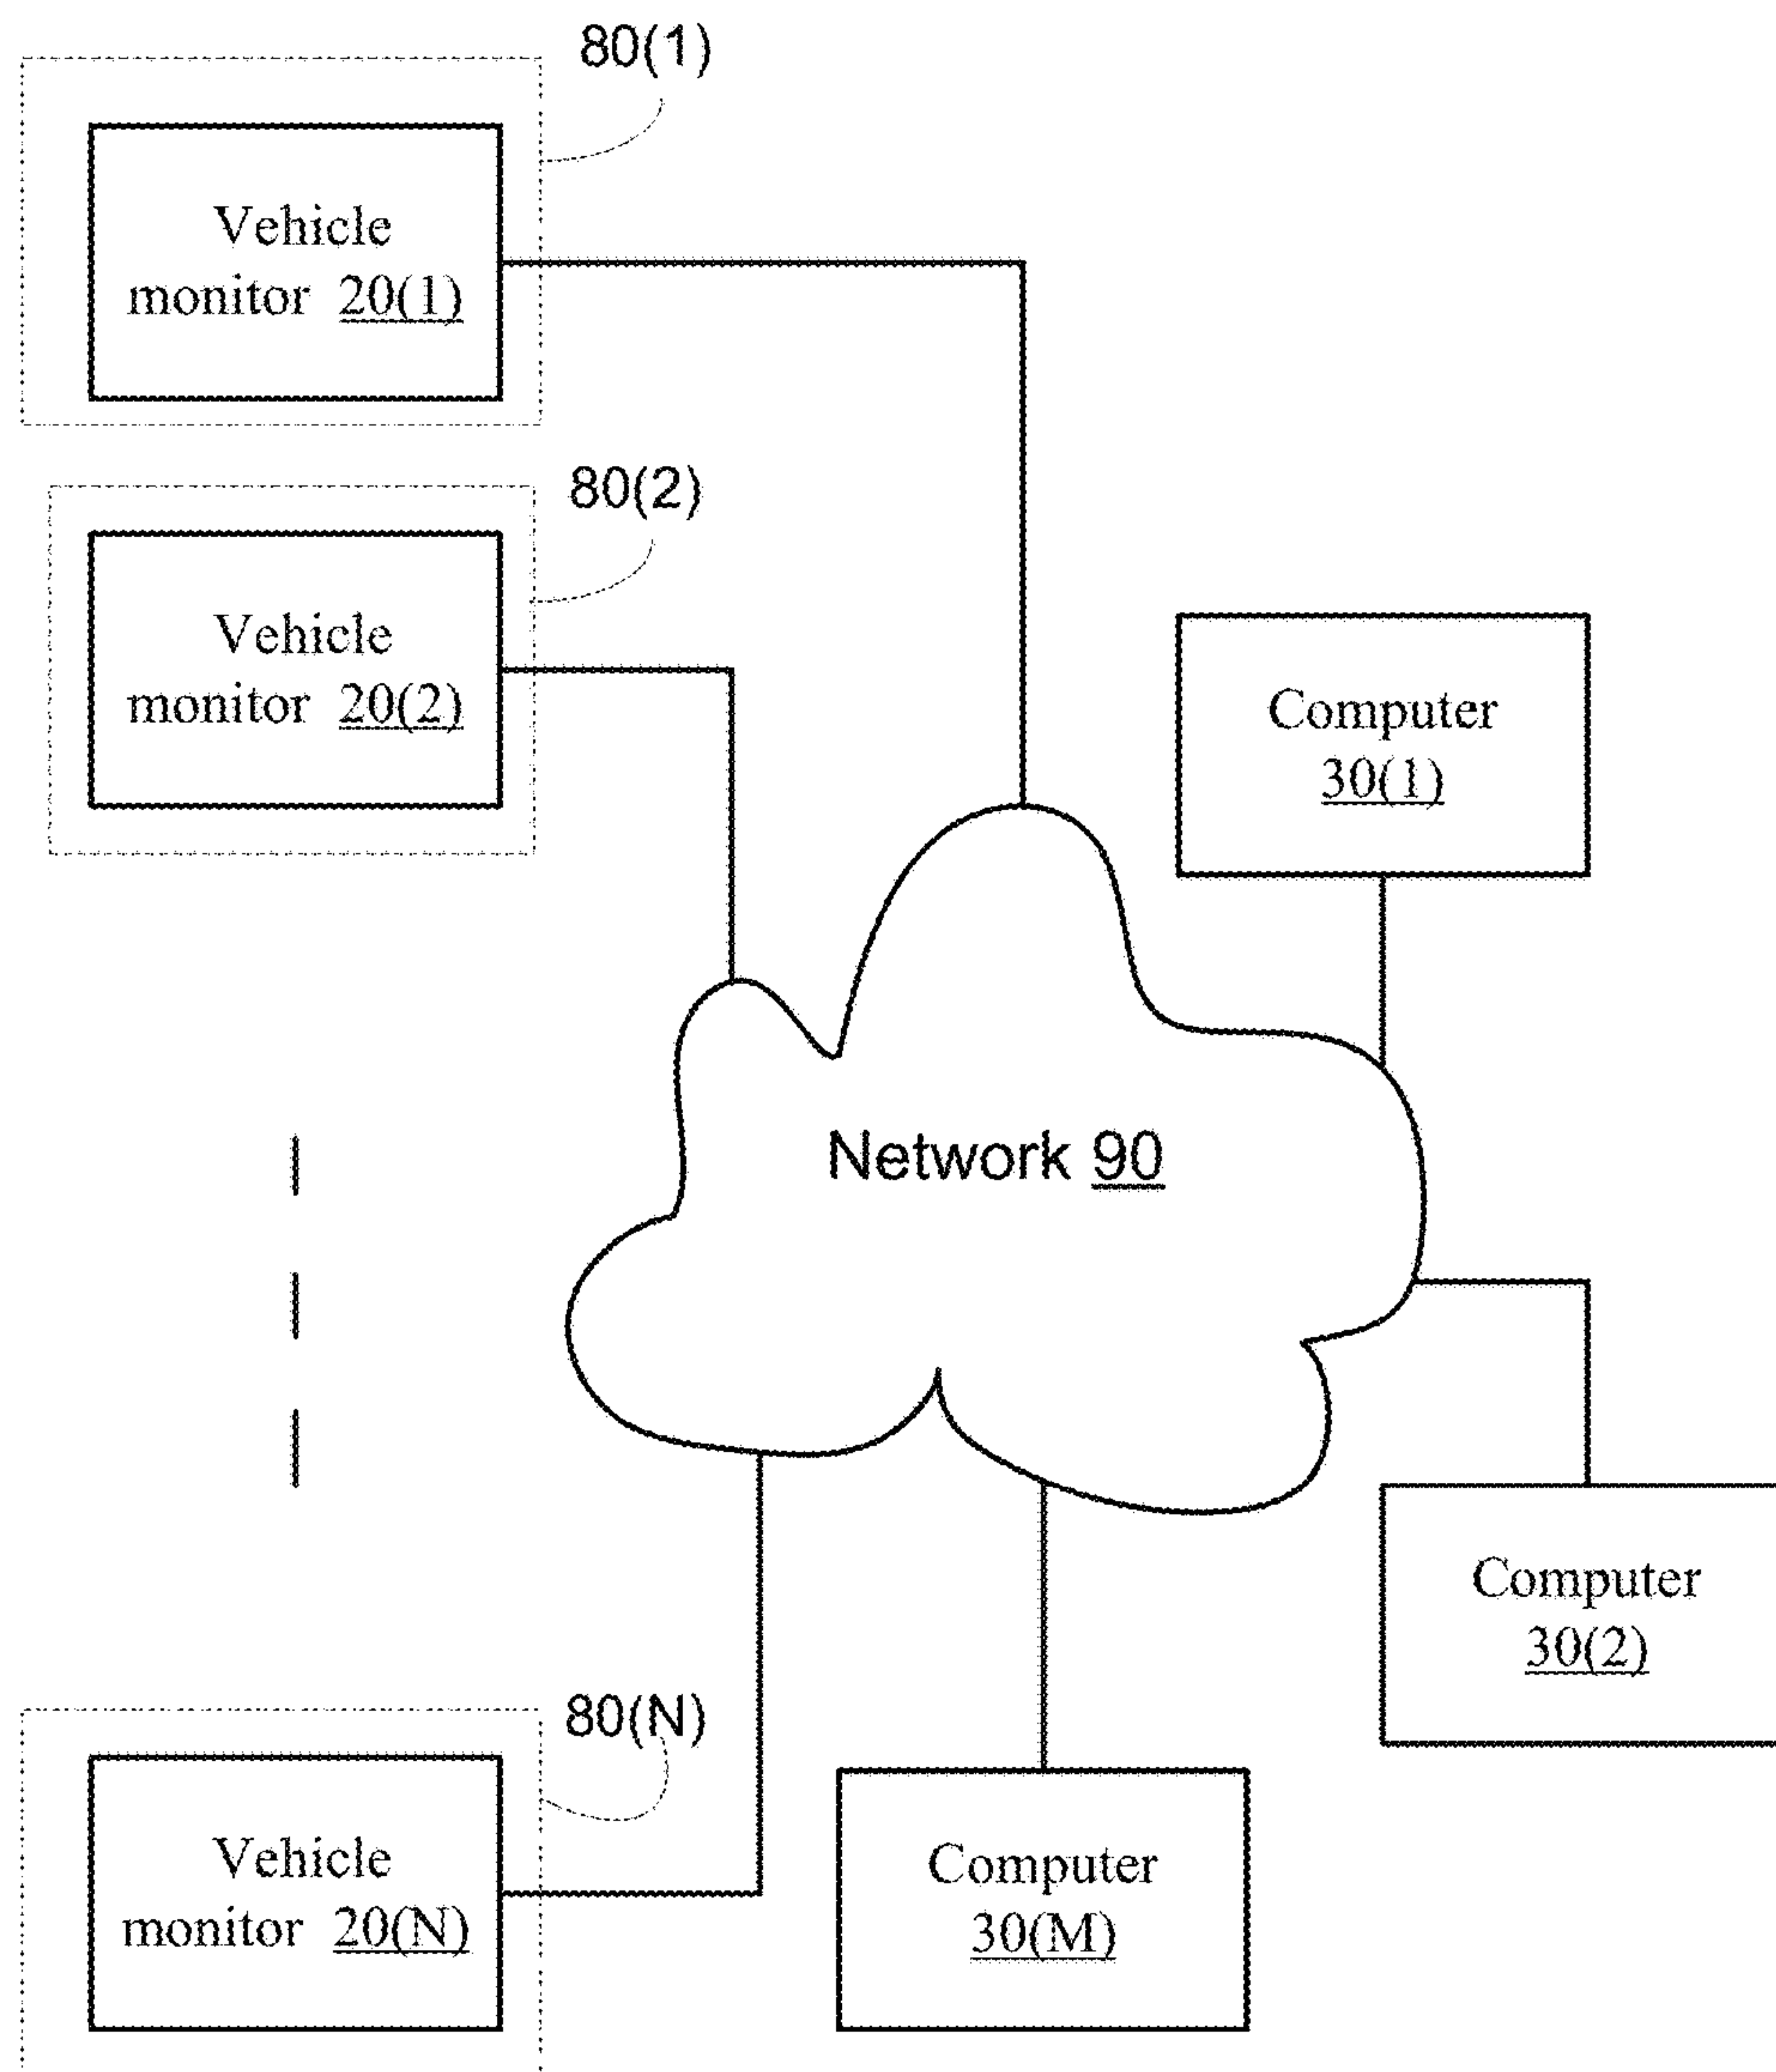 80(1)
Vehicle
monitor 20(1)
80(2)
Vehicle
monitor 20(2)
Computer
30(1)
Network 90
Computer
30(2)
80(N)
Vehicle
monitor 20(N)
Computer
30(M)